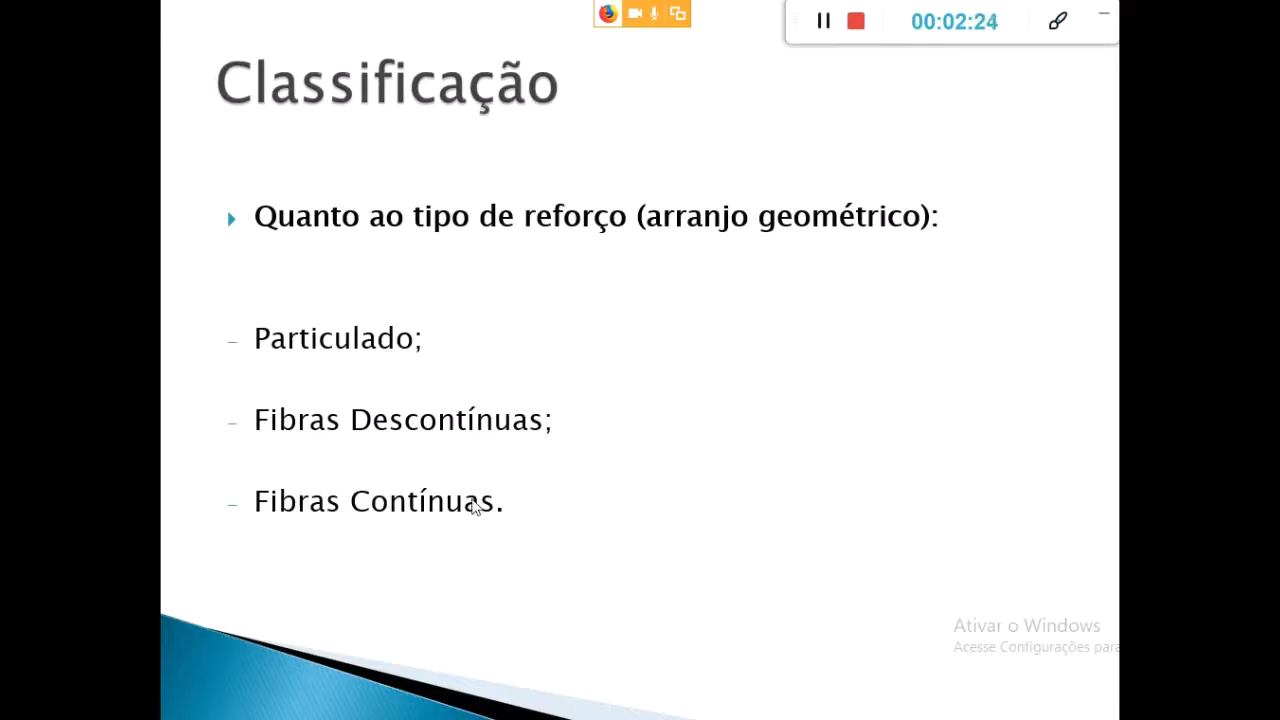 00:02:24
Classificação
Quanto ao tipo de reforço (arranjo geométrico):
– Particulado;
– Fibras Descontínuas;
– Fibras Contínuas.
Ativar o Windows
Acesse Configurações para